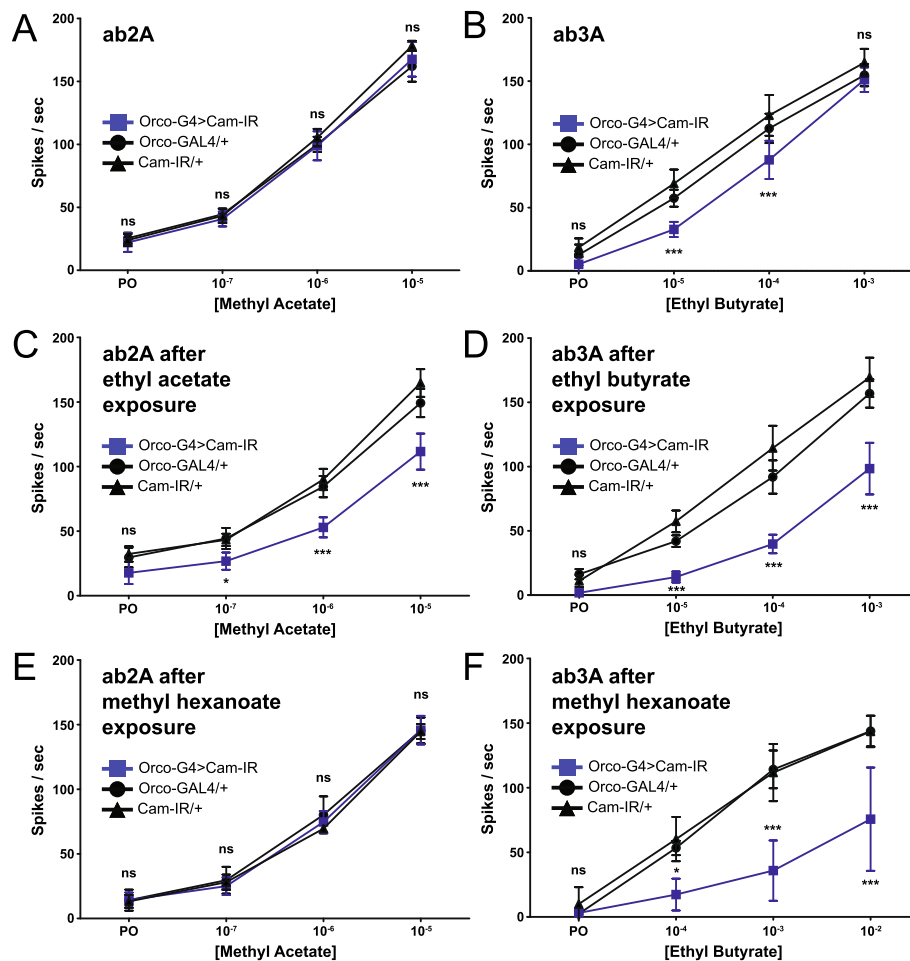 A
ab2A
Spikes / sec
200
150
100
50
0
Orco-G4>Cam-IR
Orco-GAL4/+
Cam-IR/+
ns
ns
ns
ns
PO
10⁻⁷
10⁻⁶
10⁻⁵
[Methyl Acetate]
B
ab3A
Spikes / sec
200
150
100
50
0
Orco-G4>Cam-IR
Orco-GAL4/+
Cam-IR/+
ns
***
***
ns
PO
10⁻⁵
10⁻⁴
10⁻³
[Ethyl Butyrate]
C
ab2A after
ethyl acetate
exposure
Spikes / sec
200
150
100
50
0
Orco-G4>Cam-IR
Orco-GAL4/+
Cam-IR/+
ns
*
***
***
PO
10⁻⁷
10⁻⁶
10⁻⁵
[Methyl Acetate]
D
ab3A after
ethyl butyrate
exposure
Spikes / sec
200
150
100
50
0
Orco-G4>Cam-IR
Orco-GAL4/+
Cam-IR/+
ns
***
***
***
PO
10⁻⁵
10⁻⁴
10⁻³
[Ethyl Butyrate]
E
ab2A after
methyl hexanoate
exposure
Spikes / sec
200
150
100
50
0
Orco-G4>Cam-IR
Orco-GAL4/+
Cam-IR/+
ns
ns
ns
ns
PO
10⁻⁷
10⁻⁶
10⁻⁵
[Methyl Acetate]
F
ab3A after
methyl hexanoate
exposure
Spikes / sec
200
150
100
50
0
Orco-G4>Cam-IR
Orco-GAL4/+
Cam-IR/+
ns
*
***
***
PO
10⁻⁴
10⁻³
10⁻²
[Ethyl Butyrate]